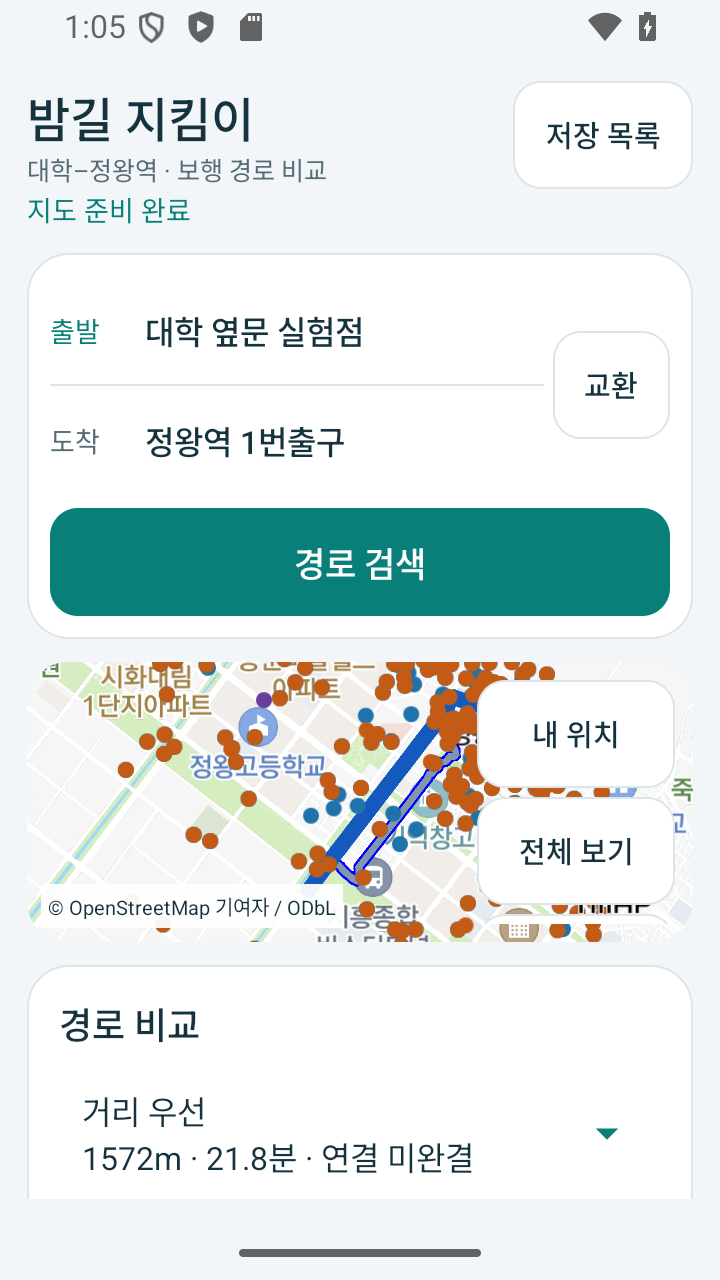 1:05
밤길 지킴이
대학–정왕역 · 보행 경로 비교
지도 준비 완료
저장 목록
출발
대학 옆문 실험점
교환
도착
정왕역 1번출구
경로 검색
시화대림
1단지아파트
아파트
정왕고등학교
내 위치
전체 보기
죽
교
© OpenStreetMap 기여자 / ODbL
경로 비교
거리 우선
1572m · 21.8분 · 연결 미완결